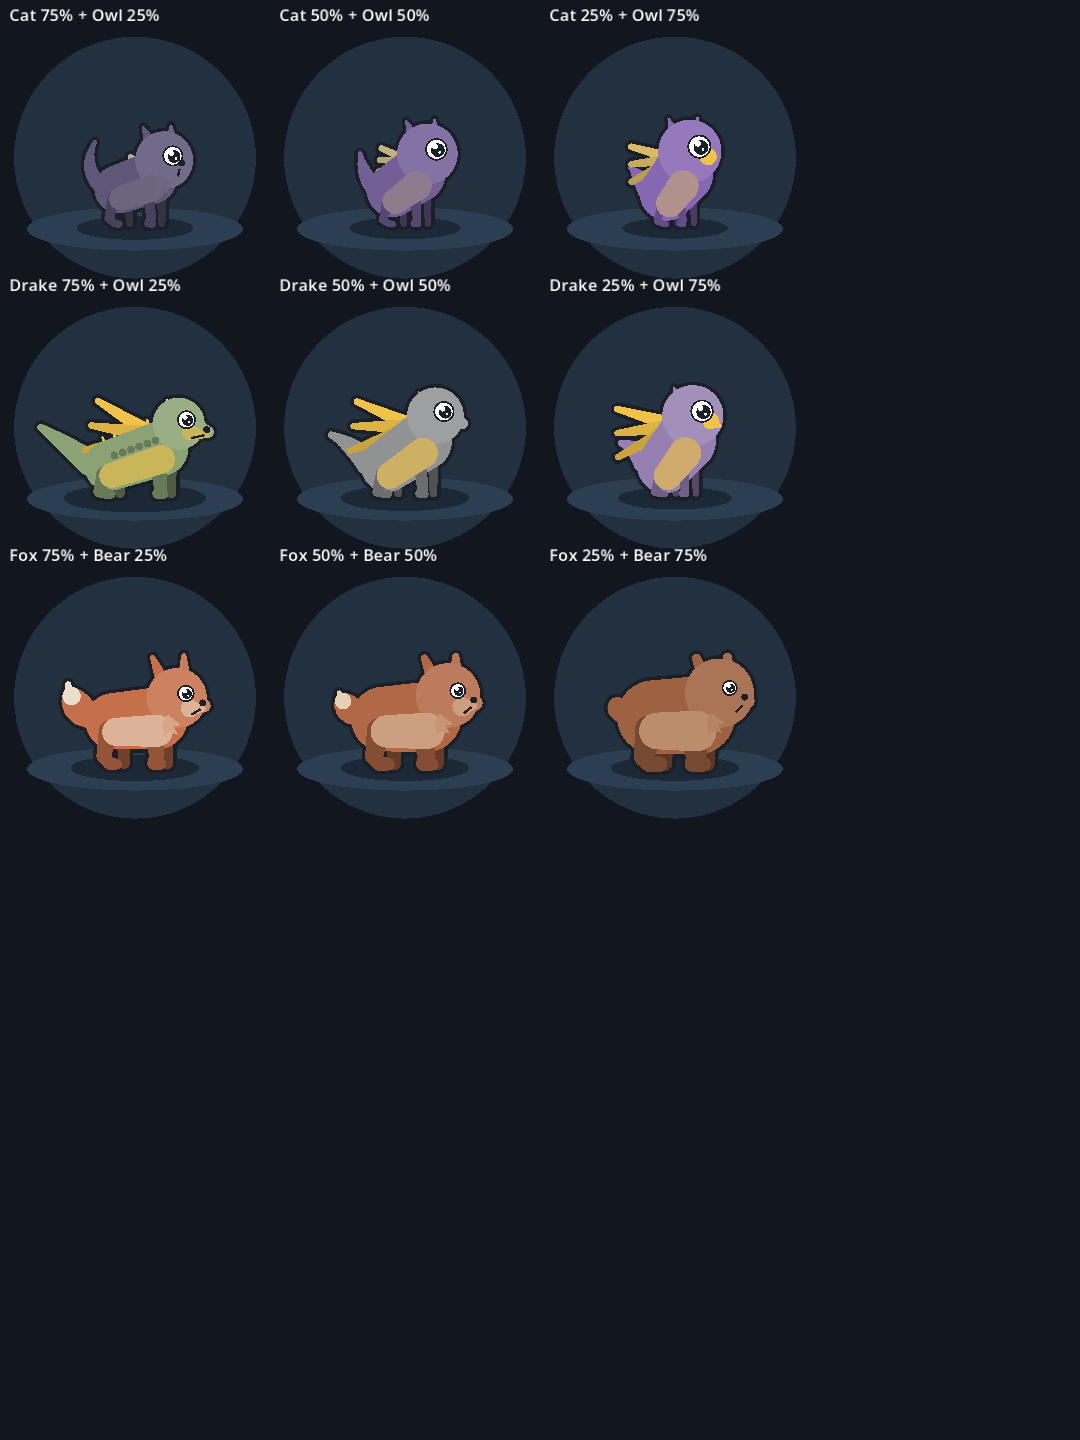 Cat 75% + Owl 25%
Cat 50% + Owl 50%
Cat 25% + Owl 75%
Drake 75% + Owl 25%
Drake 50% + Owl 50%
Drake 25% + Owl 75%
Fox 75% + Bear 25%
Fox 50% + Bear 50%
Fox 25% + Bear 75%